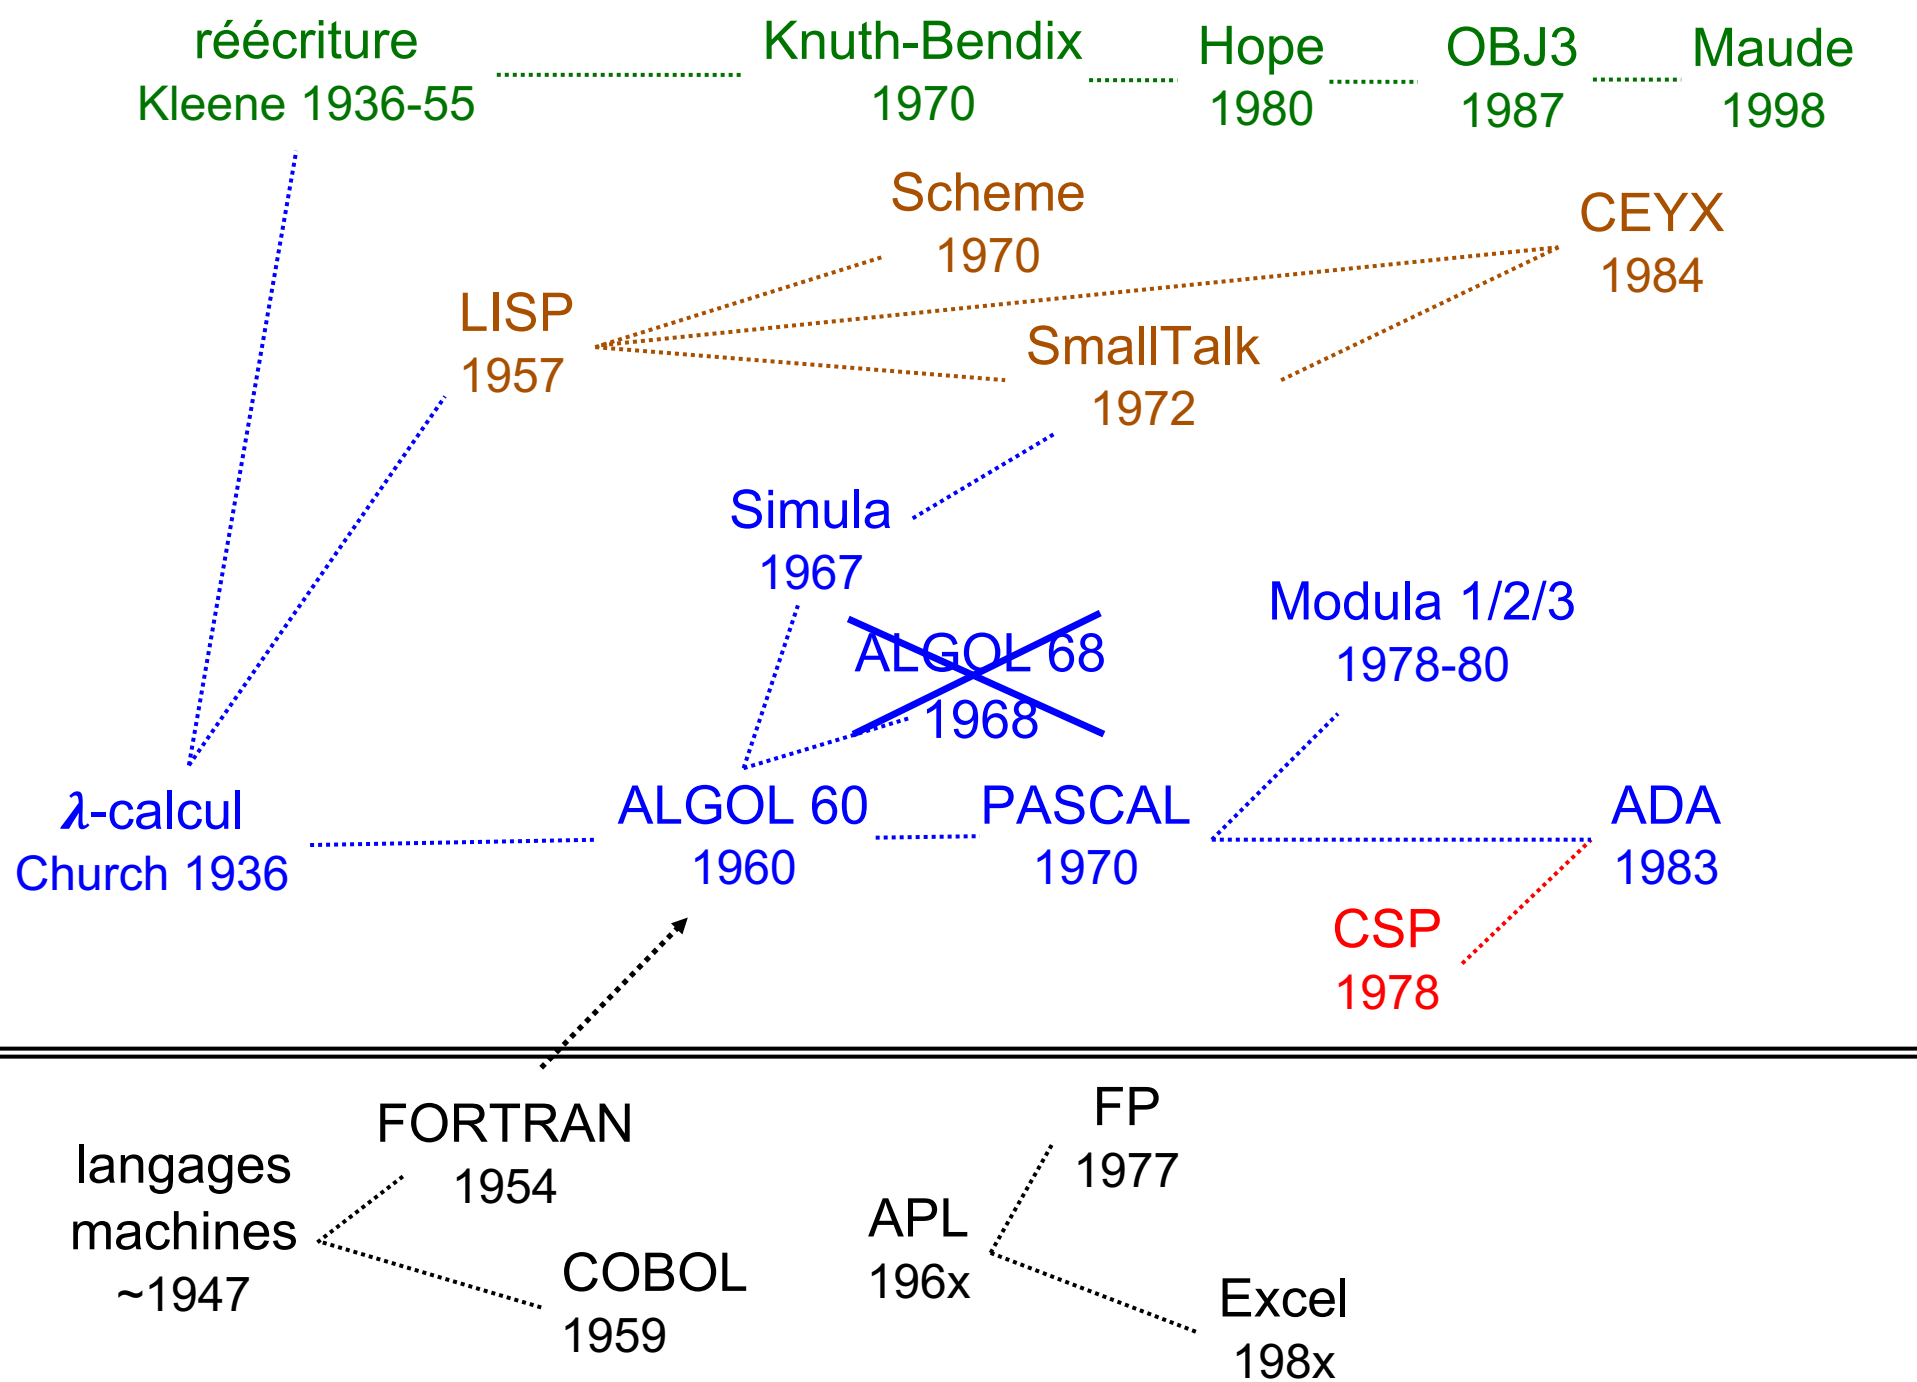 réécriture
Kleene 1936-55
Knuth-Bendix
1970
Hope
1980
OBJ3
1987
Maude
1998
Scheme
1970
CEYX
1984
LISP
1957
SmallTalk
1972
Simula
1967
ALGOL 68
1968
Modula 1/2/3
1978-80
λ-calcul
Church 1936
ALGOL 60
1960
PASCAL
1970
ADA
1983
CSP
1978
langages
machines
~1947
FORTRAN
1954
COBOL
1959
APL
196x
FP
1977
Excel
198x